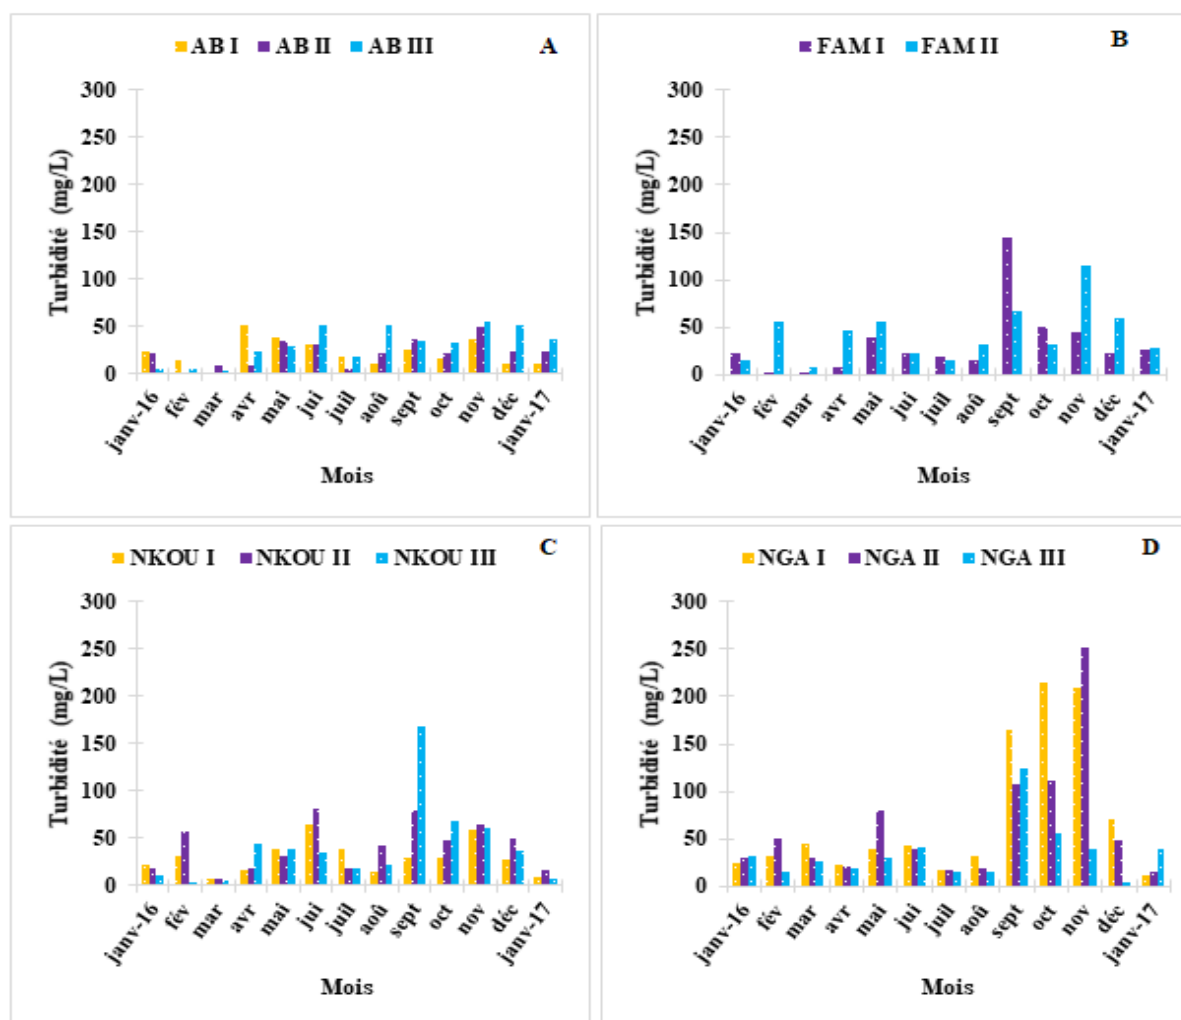 AB I AB II AB III A
300
250
200
150
100
50
0
Turbidité (mg/L)
janv-16 fév mar avr mai jui juil aoû sept oct nov déc janv-17
Mois
FAM I FAM II B
300
250
200
150
100
50
0
Turbidité (mg/L)
janv-16 fév mar avr mai jui juil aoû sept oct nov déc janv-17
Mois
NKOU I NKOU II NKOU III C
300
250
200
150
100
50
0
Turbidité (mg/L)
janv-16 fév mar avr mai jui juil aoû sept oct nov déc janv-17
Mois
NGA I NGA II NGA III D
300
250
200
150
100
50
0
Turbidité (mg/L)
janv-16 fév mar avr mai jui juil aoû sept oct nov déc janv-17
Mois